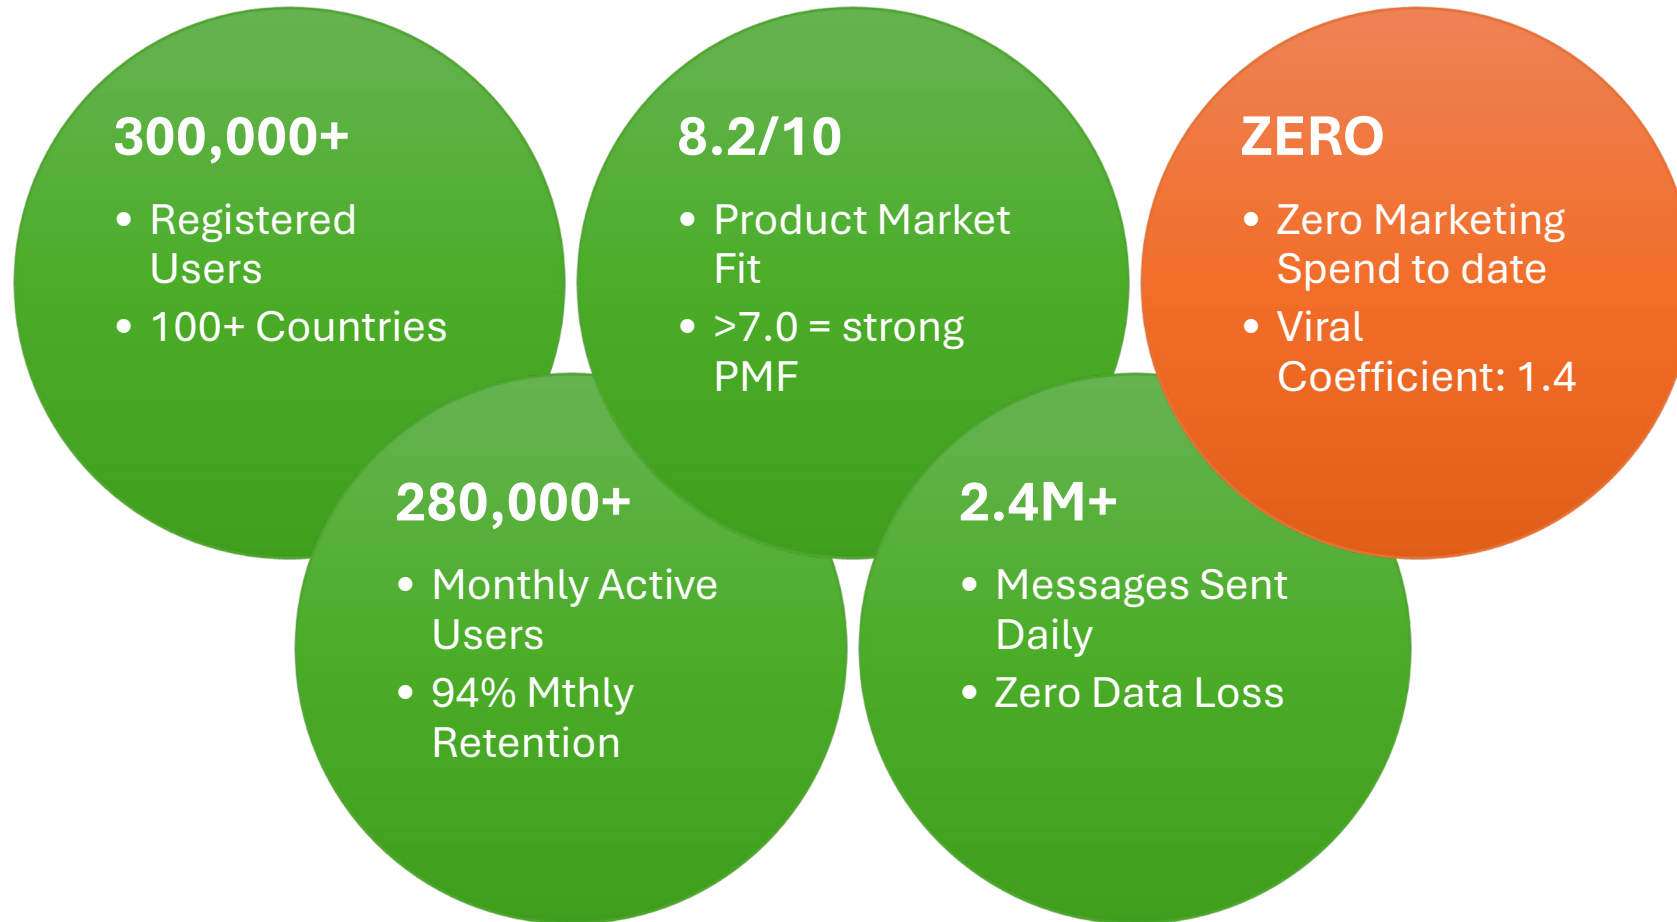 300,000+
• Registered
Users
• 100+ Countries
8.2/10
• Product Market
Fit
• >7.0 = strong
PMF
ZERO
• Zero Marketing
Spend to date
• Viral
Coefficient: 1.4
280,000+
• Monthly Active
Users
• 94% Mthly
Retention
2.4M+
• Messages Sent
Daily
• Zero Data Loss